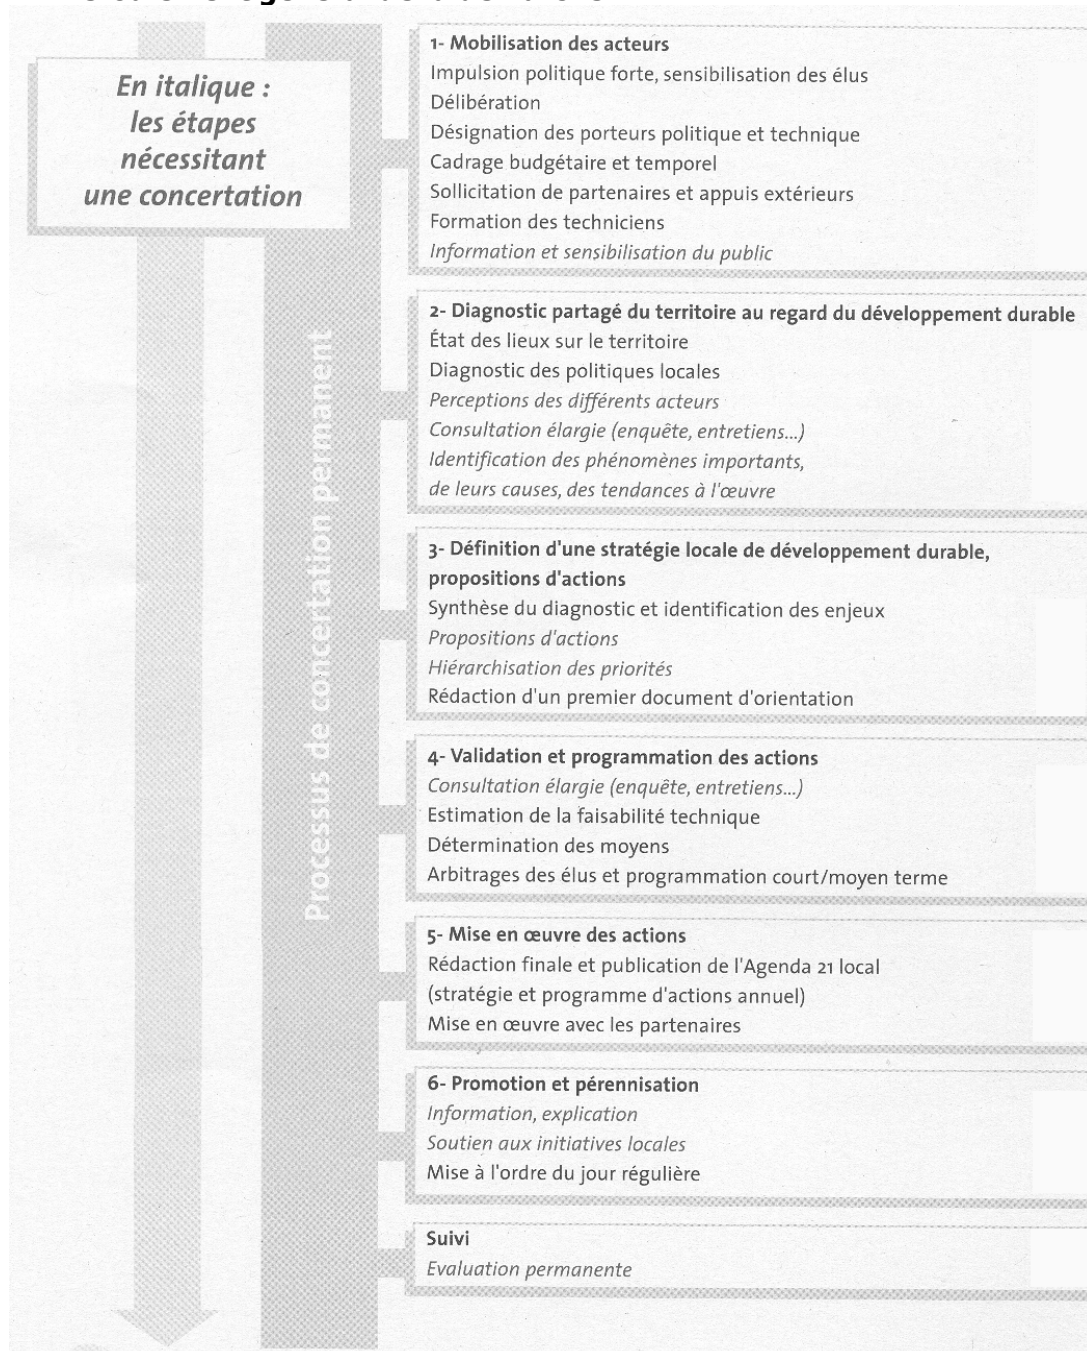 En italique :
les étapes
nécessitant
une concertation
Processus de concertation permanent
1- Mobilisation des acteurs
Impulsion politique forte, sensibilisation des élus
Délibération
Désignation des porteurs politique et technique
Cadrage budgétaire et temporel
Sollicitation de partenaires et appuis extérieurs
Formation des techniciens
Information et sensibilisation du public
2- Diagnostic partagé du territoire au regard du développement durable
État des lieux sur le territoire
Diagnostic des politiques locales
Perceptions des différents acteurs
Consultation élargie (enquête, entretiens...)
Identification des phénomènes importants,
de leurs causes, des tendances à l'œuvre
3- Définition d'une stratégie locale de développement durable,
propositions d'actions
Synthèse du diagnostic et identification des enjeux
Propositions d'actions
Hiérarchisation des priorités
Rédaction d'un premier document d'orientation
4- Validation et programmation des actions
Consultation élargie (enquête, entretiens...)
Estimation de la faisabilité technique
Détermination des moyens
Arbitrages des élus et programmation court/moyen terme
5- Mise en œuvre des actions
Rédaction finale et publication de l'Agenda 21 local
(stratégie et programme d'actions annuel)
Mise en œuvre avec les partenaires
6- Promotion et pérennisation
Information, explication
Soutien aux initiatives locales
Mise à l'ordre du jour régulière
Suivi
Evaluation permanente